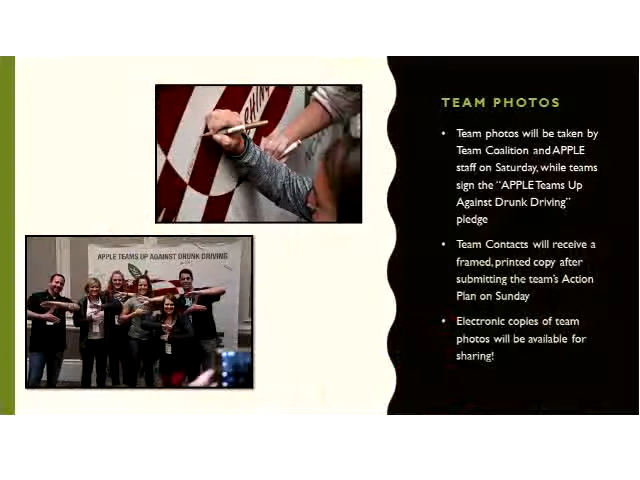 TEAM PHOTOS
• Team photos will be taken by
Team Coalition and APPLE
staff on Saturday, while teams
sign the “APPLE Teams Up
Against Drunk Driving”
pledge
• Team Contacts will receive a
framed, printed copy after
submitting the team's Action
Plan on Sunday
• Electronic copies of team
photos will be available for
sharing!
APPLE TEAMS UP AGAINST DRUNK DRIVING